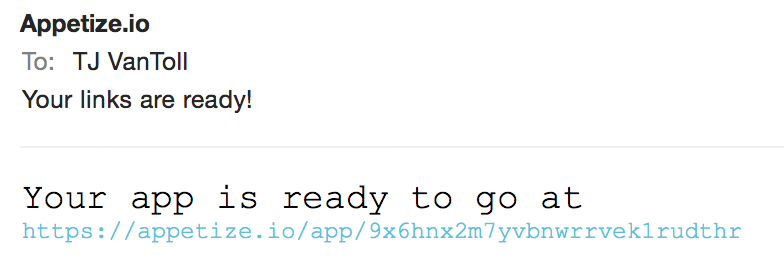 Appetize.io
To: TJ VanToll
Your links are ready!
Your app is ready to go at
https://appetize.io/app/9x6hnx2m7yvbnwrrvek1rudthr